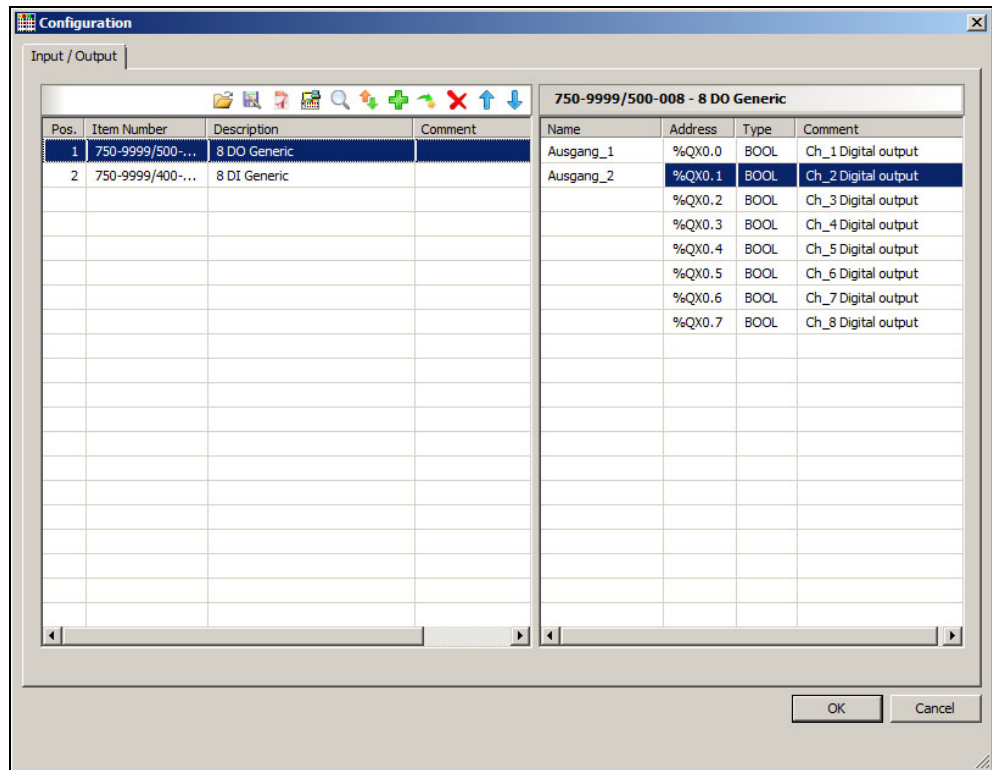 Configuration
Input / Output
750-9999/500-008 - 8 DO Generic
Pos. Item Number Description Comment
1 750-9999/500-... 8 DO Generic
2 750-9999/400-... 8 DI Generic
Name Address Type Comment
Ausgang_1 %QX0.0 BOOL Ch_1 Digital output
Ausgang_2 %QX0.1 BOOL Ch_2 Digital output
%QX0.2 BOOL Ch_3 Digital output
%QX0.3 BOOL Ch_4 Digital output
%QX0.4 BOOL Ch_5 Digital output
%QX0.5 BOOL Ch_6 Digital output
%QX0.6 BOOL Ch_7 Digital output
%QX0.7 BOOL Ch_8 Digital output
OK Cancel